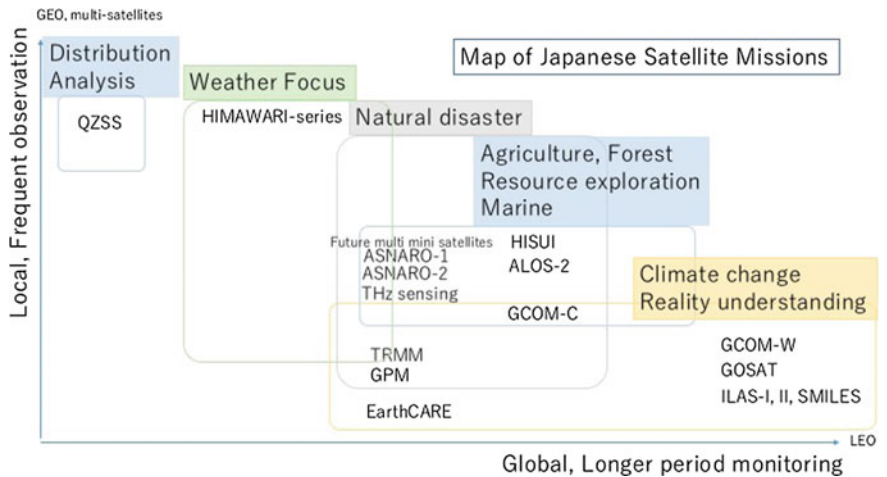 GEO, multi-satellites
Local, Frequent observation
Distribution
Analysis
QZSS
Weather Focus
HIMAWARI-series
Map of Japanese Satellite Missions
Natural disaster
Agriculture, Forest
Resource exploration
Marine
Future multi mini satellites
ASNARO-1
ASNARO-2
THz sensing
HISUI
ALOS-2
GCOM-C
Climate change
Reality understanding
TRMM
GPM
EarthCARE
GCOM-W
GOSAT
ILAS-I, II, SMILES
LEO
Global, Longer period monitoring